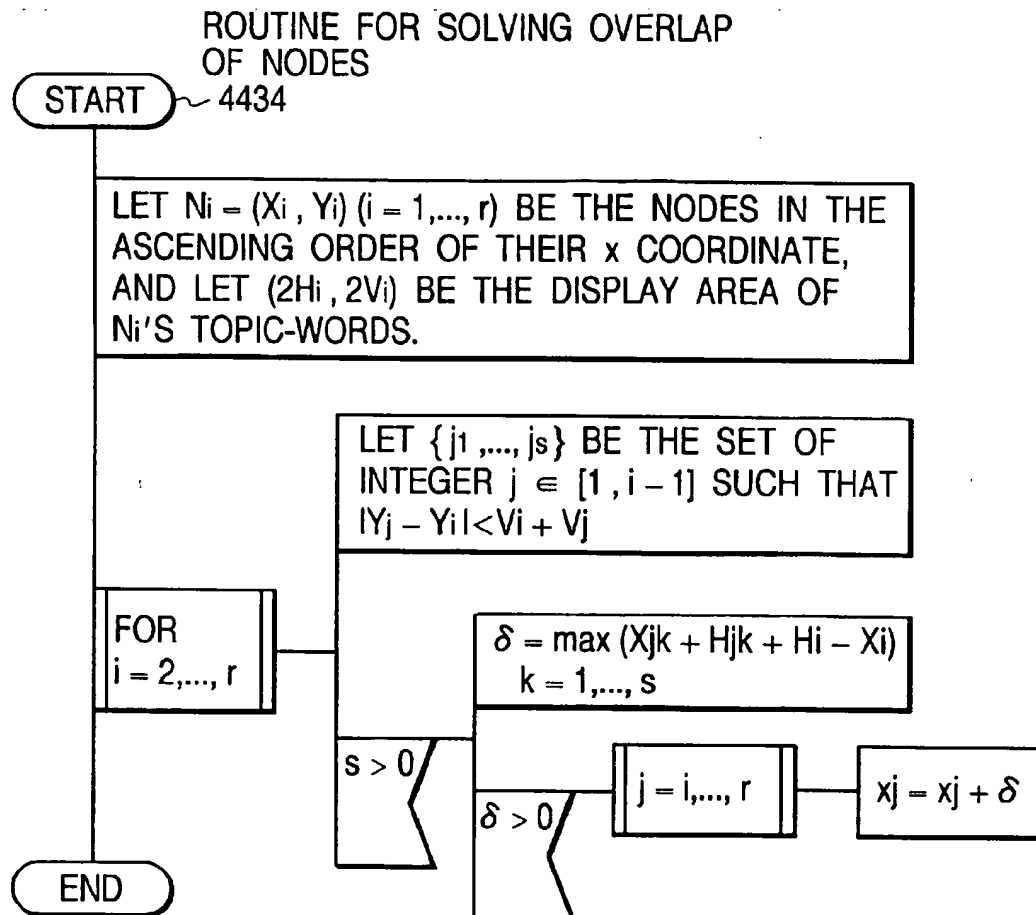 ROUTINE FOR SOLVING OVERLAP
OF NODES
START
4434
LET Ni = (Xi , Yi) (i = 1,..., r) BE THE NODES IN THE
ASCENDING ORDER OF THEIR x COORDINATE,
AND LET (2Hi , 2Vi) BE THE DISPLAY AREA OF
Ni'S TOPIC-WORDS.
LET {j1 ,..., js} BE THE SET OF
INTEGER j ∈ [1 , i – 1] SUCH THAT
|Yj – Yi|<Vi + Vj
FOR
i = 2,..., r
δ = max (Xjk + Hjk + Hi – Xi)
k = 1,..., s
s > 0
δ > 0
j = i,..., r
xj = xj + δ
END